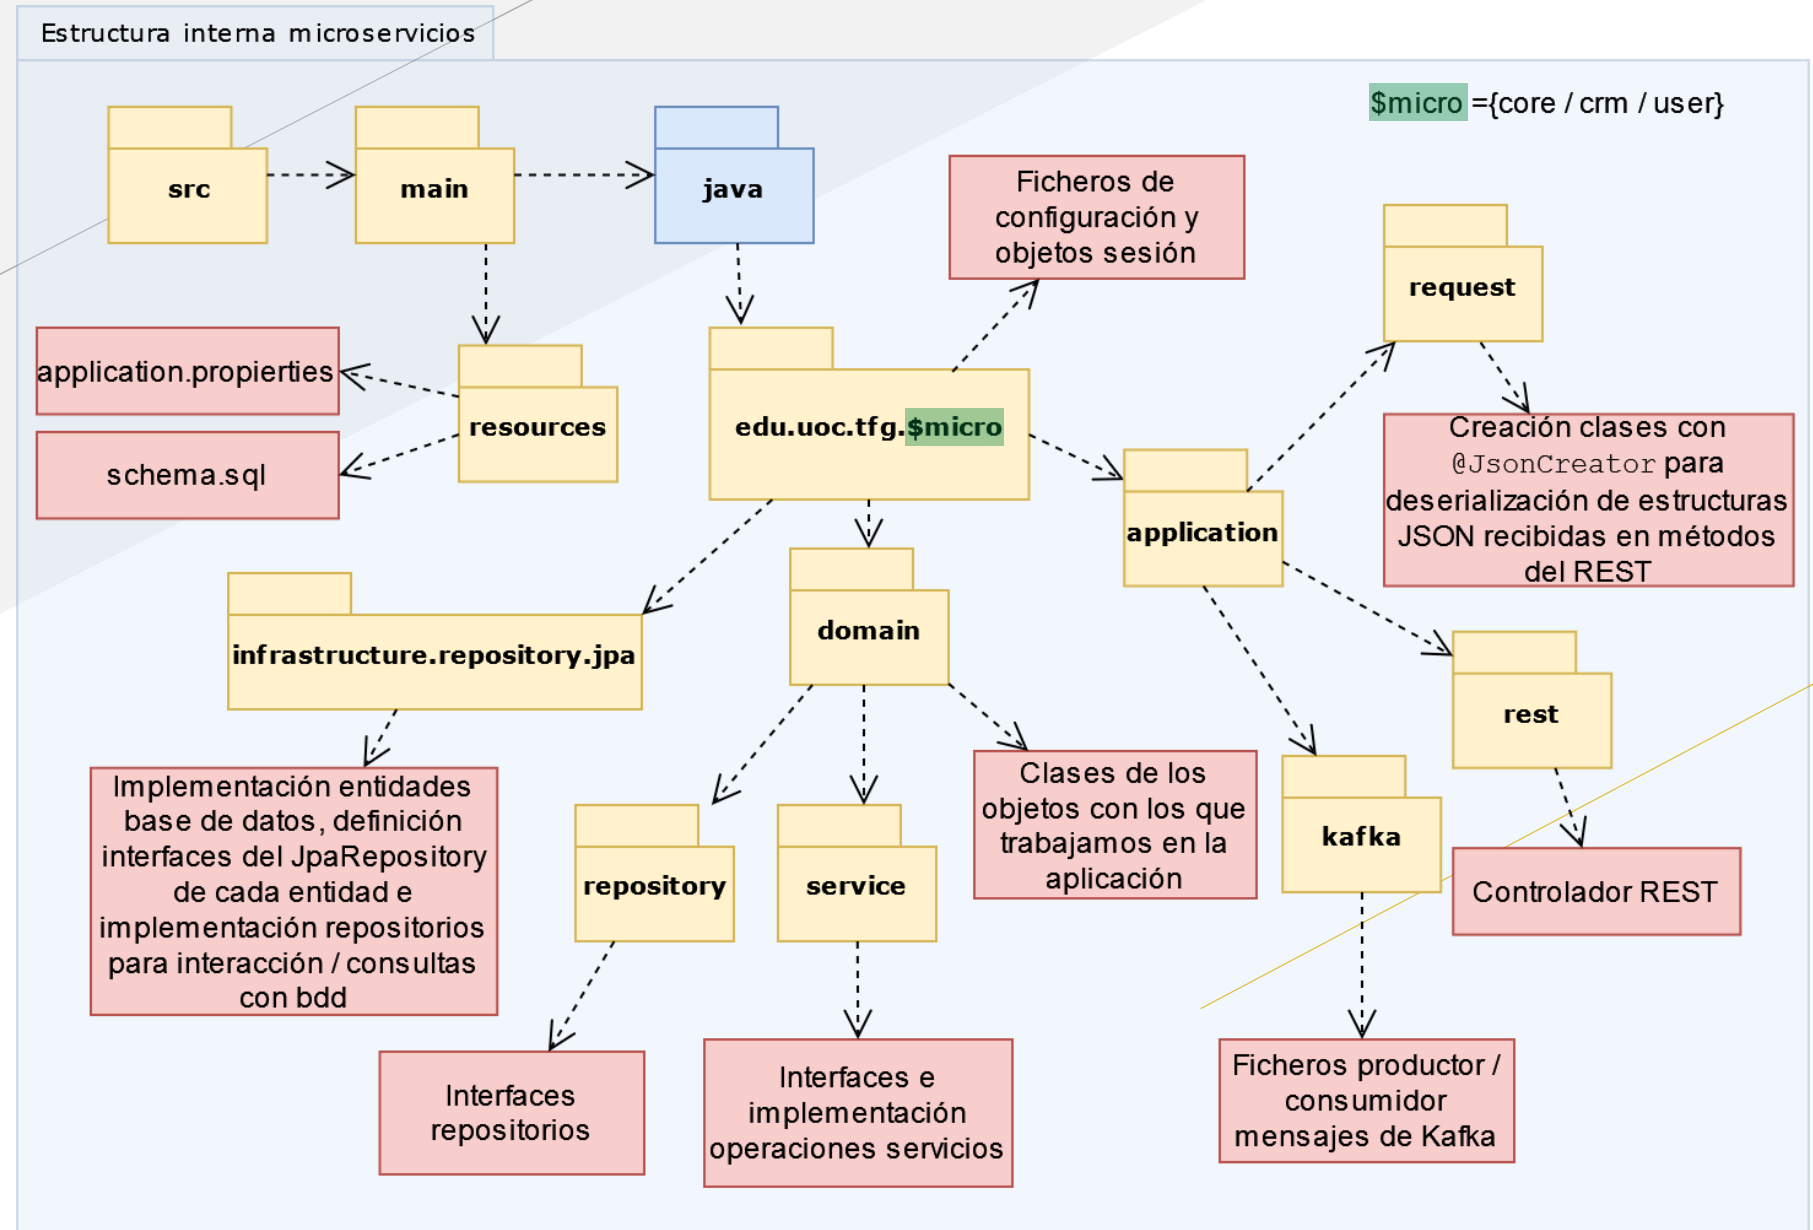 Estructura interna microservicios
$micro ={core / crm / user}
src
main
java
Ficheros de
configuración y
objetos sesión
request
application.propierties
resources
schema.sql
edu.uoc.tfg.$micro
application
Creación clases con
@JsonCreator para
deserialización de estructuras
JSON recibidas en métodos
del REST
infrastructure.repository.jpa
domain
rest
Implementación entidades
base de datos, definición
interfaces del JpaRepository
de cada entidad e
implementación repositorios
para interacción / consultas
con bdd
repository
service
Clases de los
objetos con los que
trabajamos en la
aplicación
kafka
Controlador REST
Interfaces
repositorios
Interfaces e
implementación
operaciones servicios
Ficheros productor /
consumidor
mensajes de Kafka